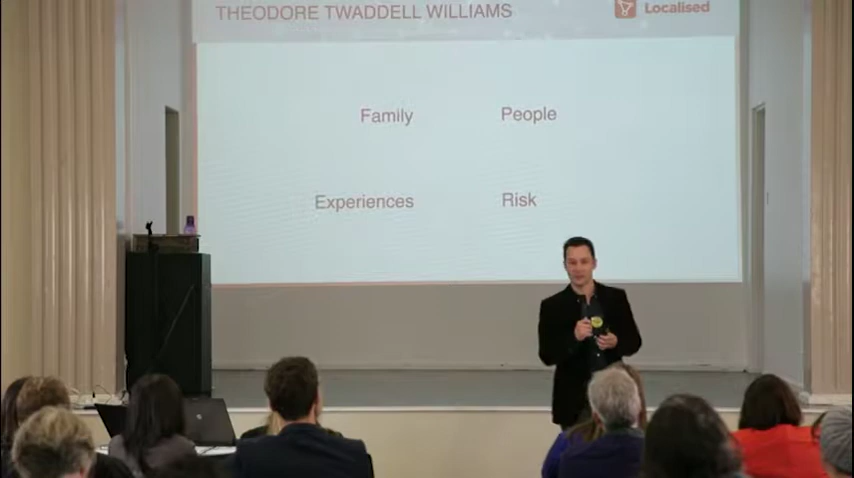 THEODORE TWADDELL WILLIAMS
Localised
Family People
Experiences Risk